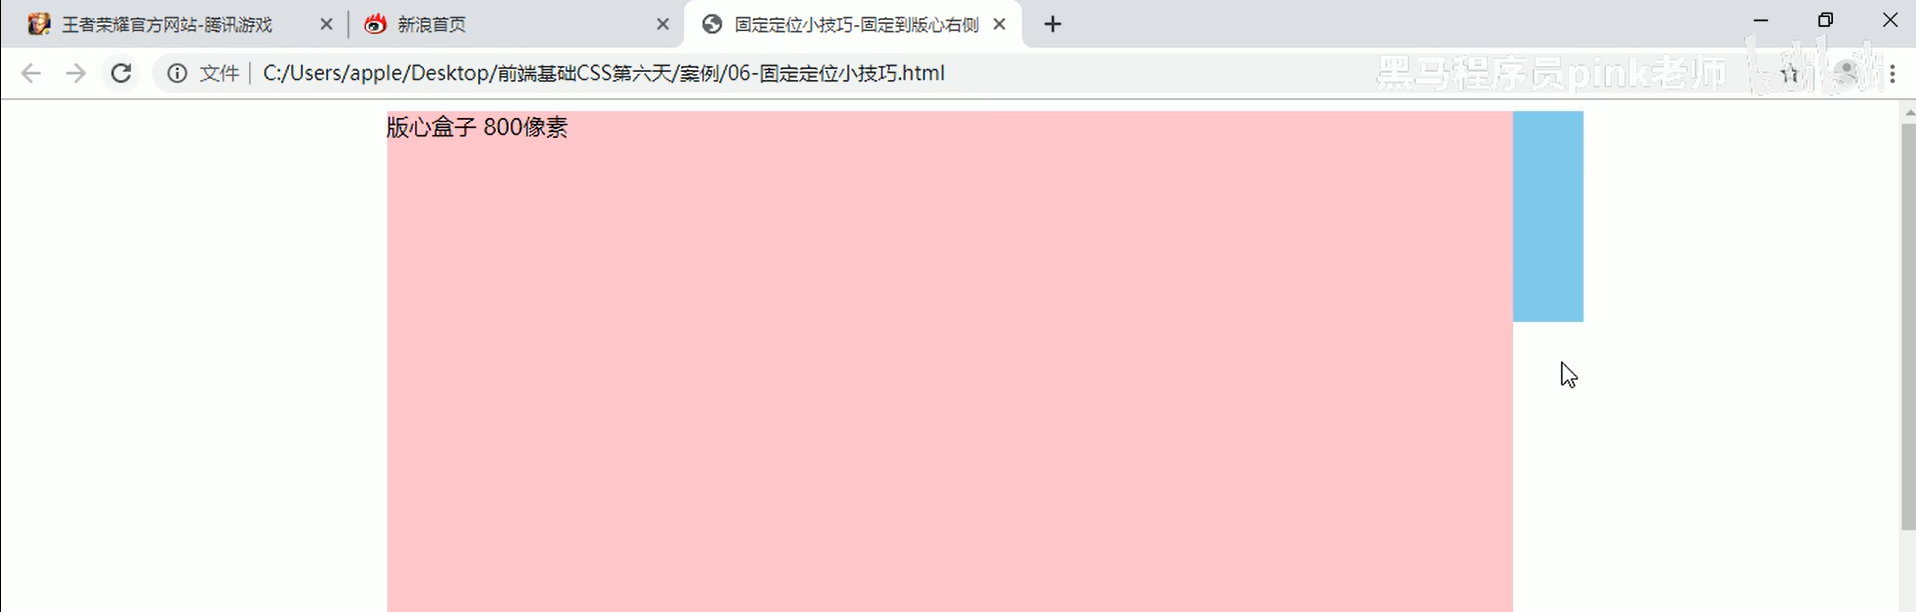 王者荣耀官方网站-腾讯游戏
新浪首页
固定定位小技巧-固定到版心右侧
文件
C:/Users/apple/Desktop/前端基础CSS第六天/案例/06-固定定位小技巧.html
黑马程序员pink老师
bilibili
版心盒子 800像素